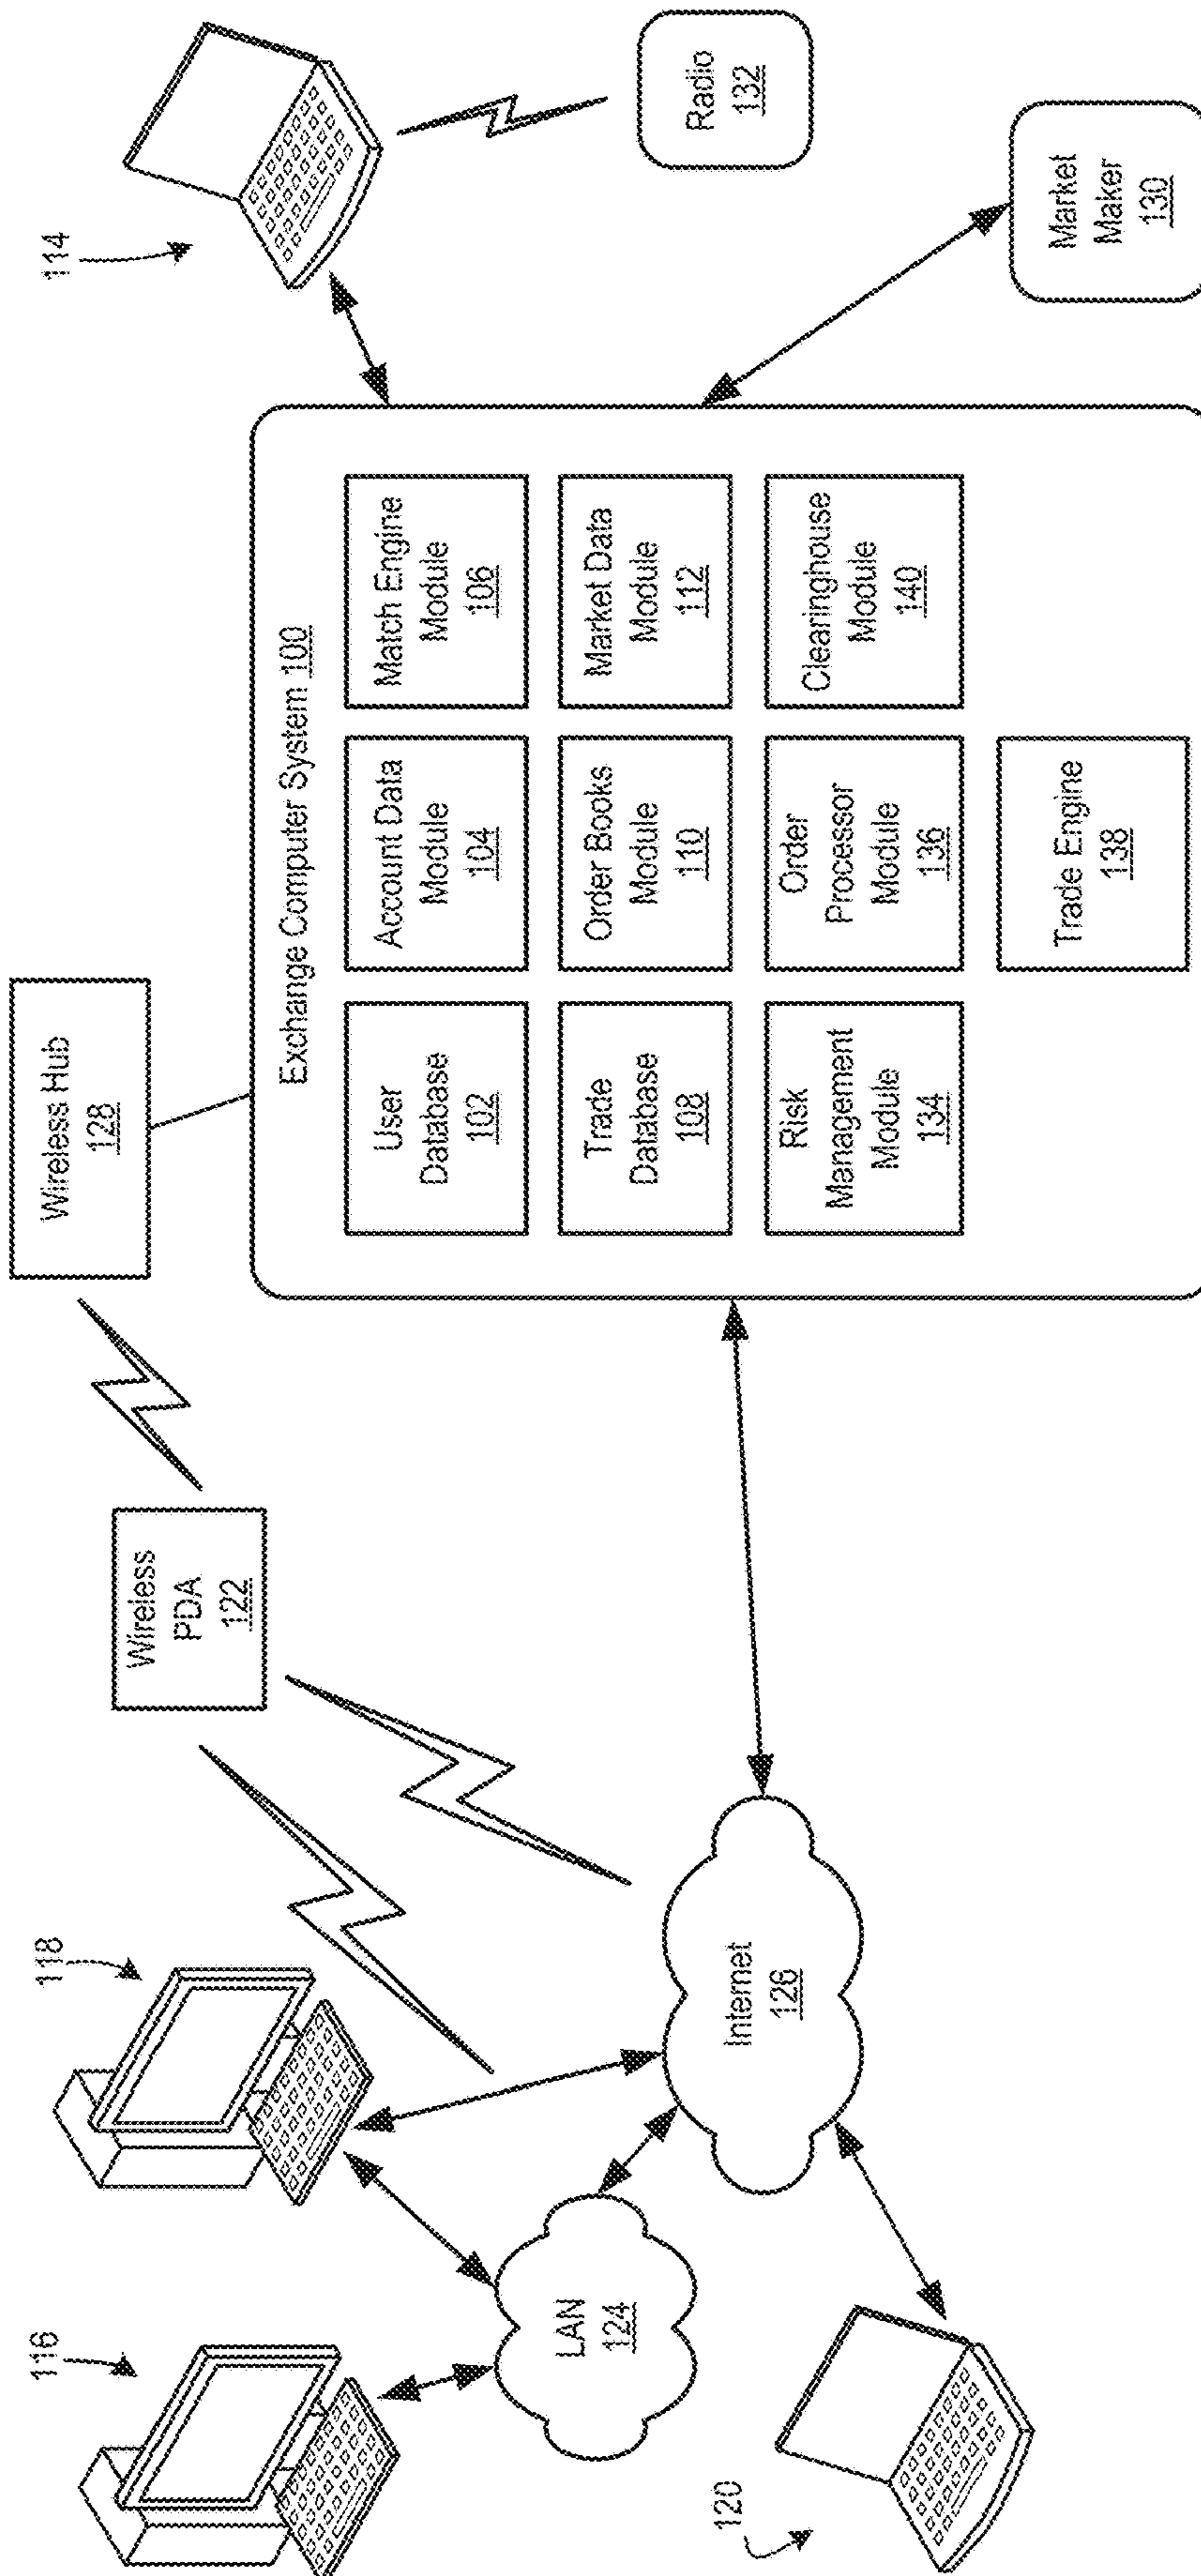 116
118
120
LAN
124
Internet
126
Wireless
PDA
122
Wireless Hub
128
Exchange Computer System 100
User
Database
102
Account Data
Module
104
Match Engine
Module
106
Trade
Database
108
Order Books
Module
110
Market Data
Module
112
Risk
Management
Module
134
Order
Processor
Module
136
Clearinghouse
Module
140
Trade Engine
138
114
Radio
132
Market
Maker
130